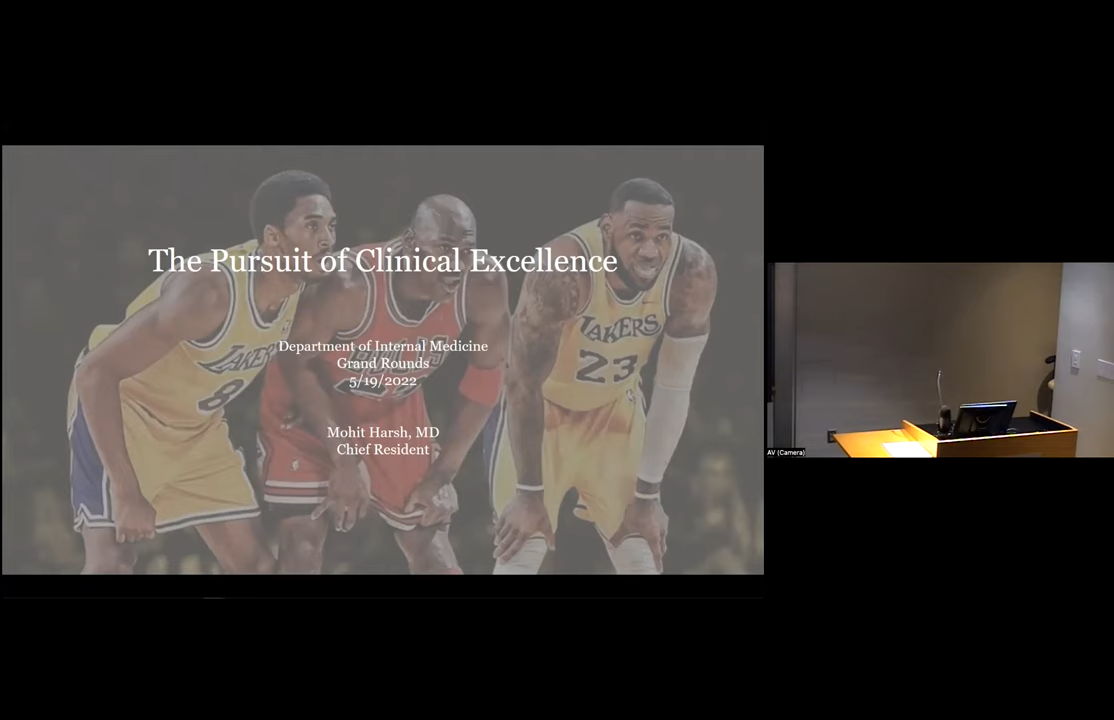 The Pursuit of Clinical Excellence
Department of Internal Medicine
Grand Rounds
5/19/2022
Mohit Harsh, MD
Chief Resident
LAKERS
8
BULLS
LAKERS
23
AV (Camera)